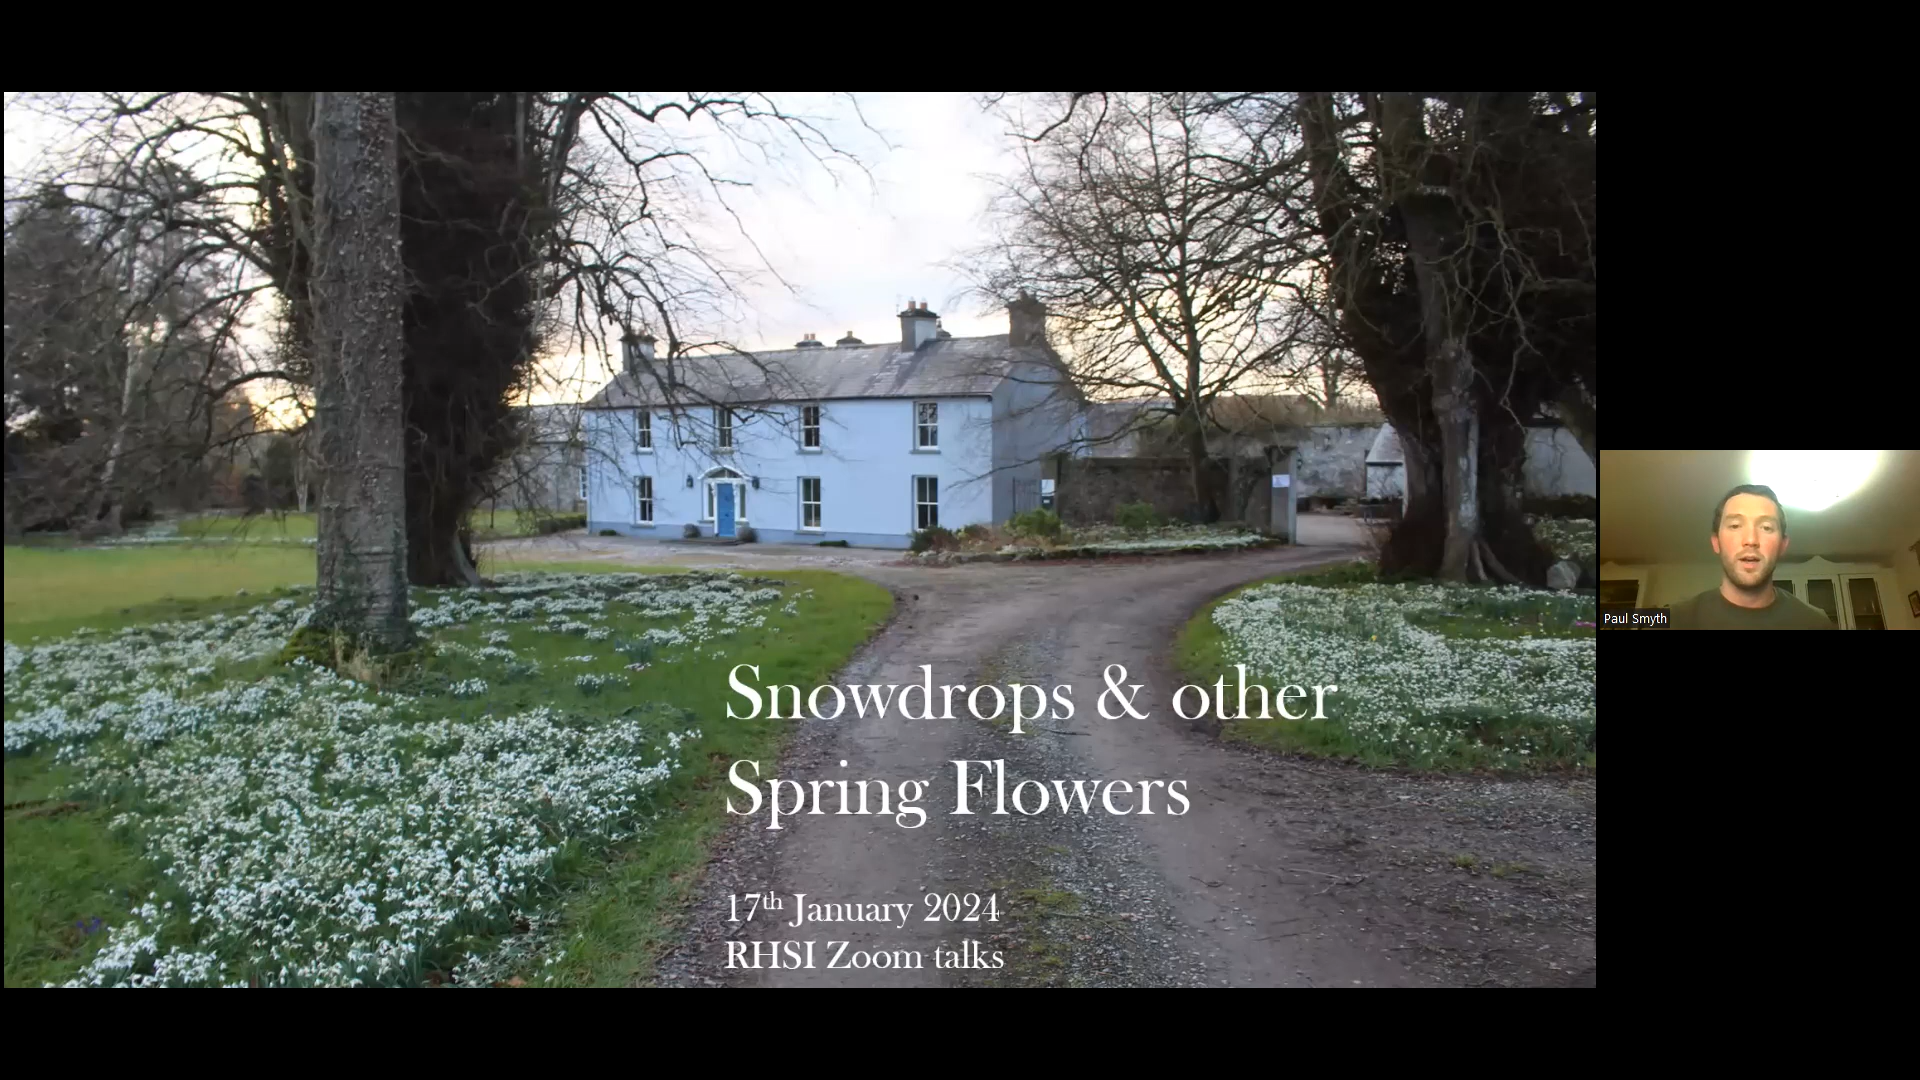 Snowdrops & other
Spring Flowers
17th January 2024
RHSI Zoom talks
Paul Smyth